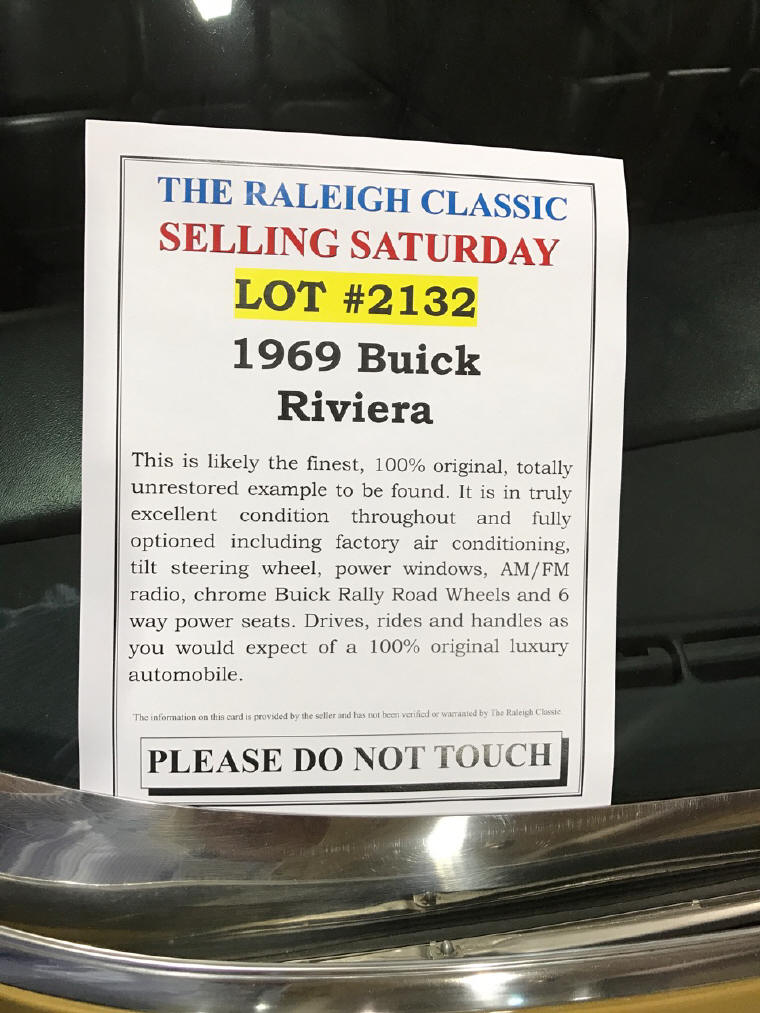 THE RALEIGH CLASSIC
SELLING SATURDAY
LOT #2132
1969 Buick
Riviera
This is likely the finest, 100% original, totally
unrestored example to be found. It is in truly
excellent condition throughout and fully
optioned including factory air conditioning,
tilt steering wheel, power windows, AM/FM
radio, chrome Buick Rally Road Wheels and 6
way power seats. Drives, rides and handles as
you would expect of a 100% original luxury
automobile.
The information on this card is provided by the seller and has not been verified or warranted by The Raleigh Classic.
PLEASE DO NOT TOUCH